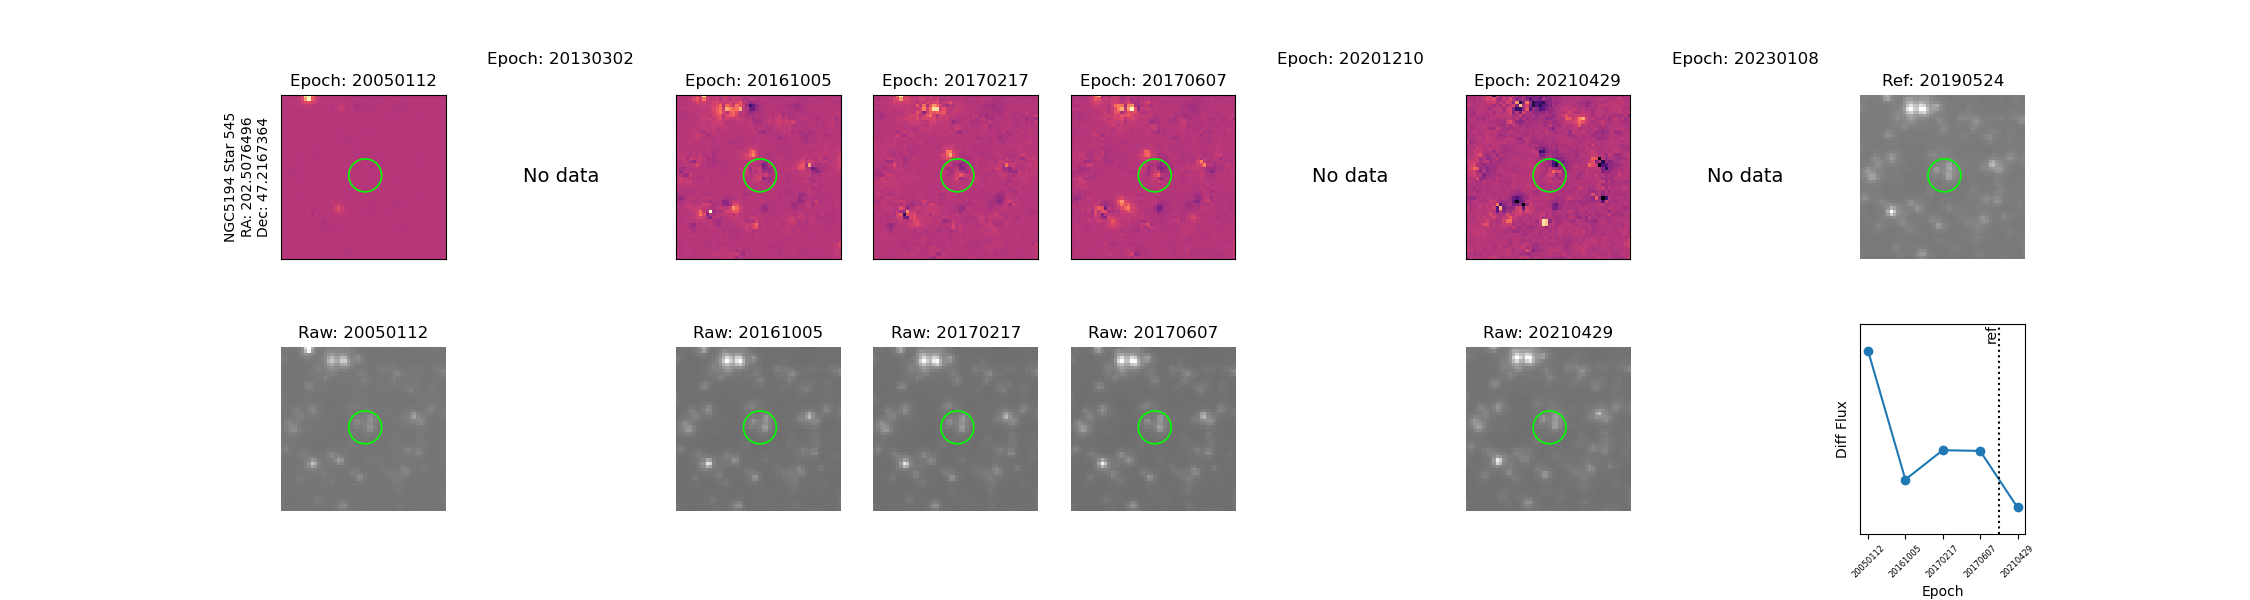 Epoch: 20130302
Epoch: 20201210
Epoch: 20230108
Epoch: 20050112
Epoch: 20161005
Epoch: 20170217
Epoch: 20170607
Epoch: 20210429
Ref: 20190524
NGC5194 Star 545
RA: 202.5076496
Dec: 47.22167364
No data
No data
No data
Raw: 20050112
Raw: 20161005
Raw: 20170217
Raw: 20170607
Raw: 20210429
ref
Diff Flux
20050112
20161005
20170217
20170607
20210429
Epoch